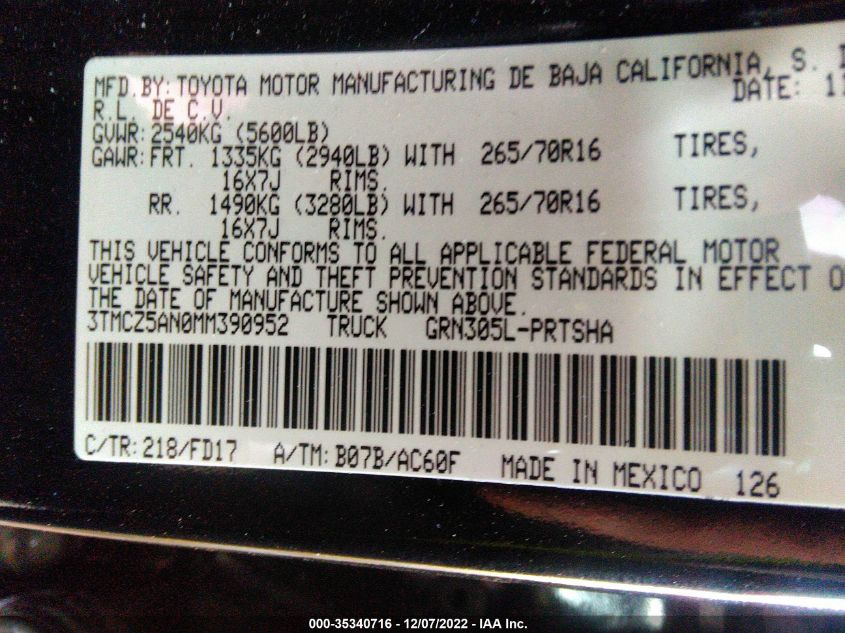 MFD.BY: TOYOTA MOTOR MANUFACTURING DE BAJA CALIFORNIA, S.
R.L. DE C.V. DATE: 11
GVWR: 2540KG (5600LB)
GAWR: FRT. 1335KG (2940LB) WITH 265/70R16 TIRES,
16X7J RIMS.
RR. 1490KG (3280LB) WITH 265/70R16 TIRES,
16X7J RIMS.
THIS VEHICLE CONFORMS TO ALL APPLICABLE FEDERAL MOTOR
VEHICLE SAFETY AND THEFT PREVENTION STANDARDS IN EFFECT
THE DATE OF MANUFACTURE SHOWN ABOVE.
3TMCZ5AN0MM390952 TRUCK GRN305L-PRTSHA
C/TR: 218/FD17 A/TM: B07B/AC60F MADE IN MEXICO 126
000-35340716 - 12/07/2022 - IAA Inc.